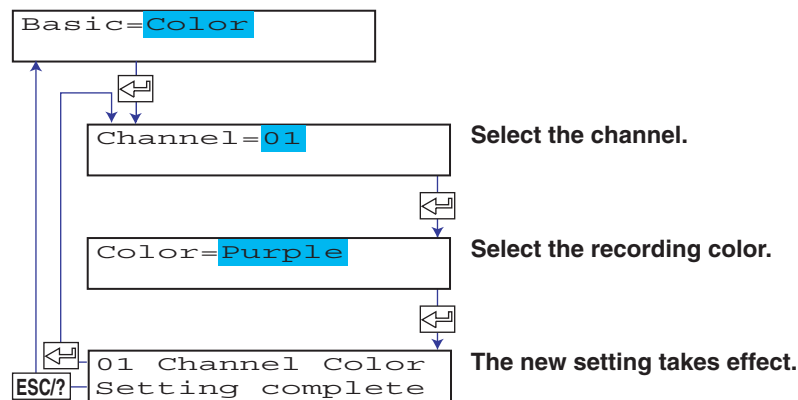 Basic=Color
Channel=01
Select the channel.
Color=Purple
Select the recording color.
01 Channel Color
Setting complete
The new setting takes effect.
ESC/?